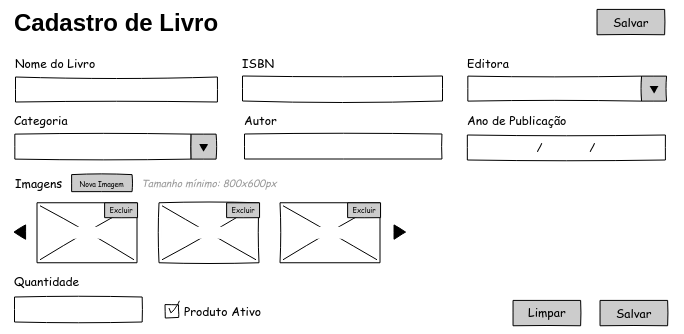 Cadastro de Livro
Salvar
Nome do Livro
ISBN
Editora
Categoria
Autor
Ano de Publicação
/ /
Imagens
Nova Imagem
Tamanho mínimo: 800x600px
Excluir
Excluir
Excluir
Quantidade
Produto Ativo
Limpar
Salvar